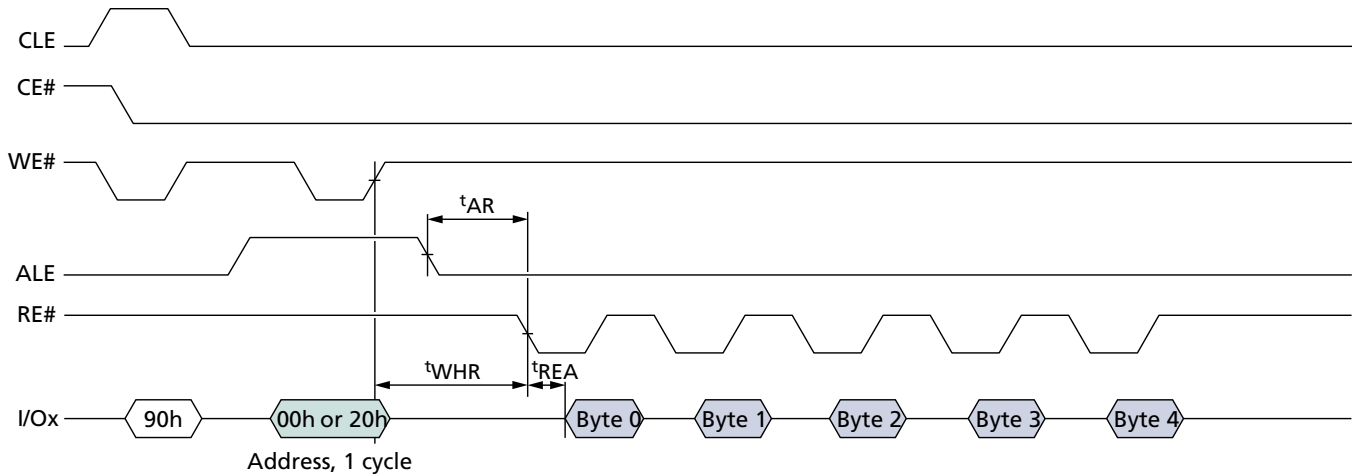 CLE
CE#
WE#
tAR
ALE
RE#
tWHR
tREA
I/Ox
90h
00h or 20h
Byte 0
Byte 1
Byte 2
Byte 3
Byte 4
Address, 1 cycle